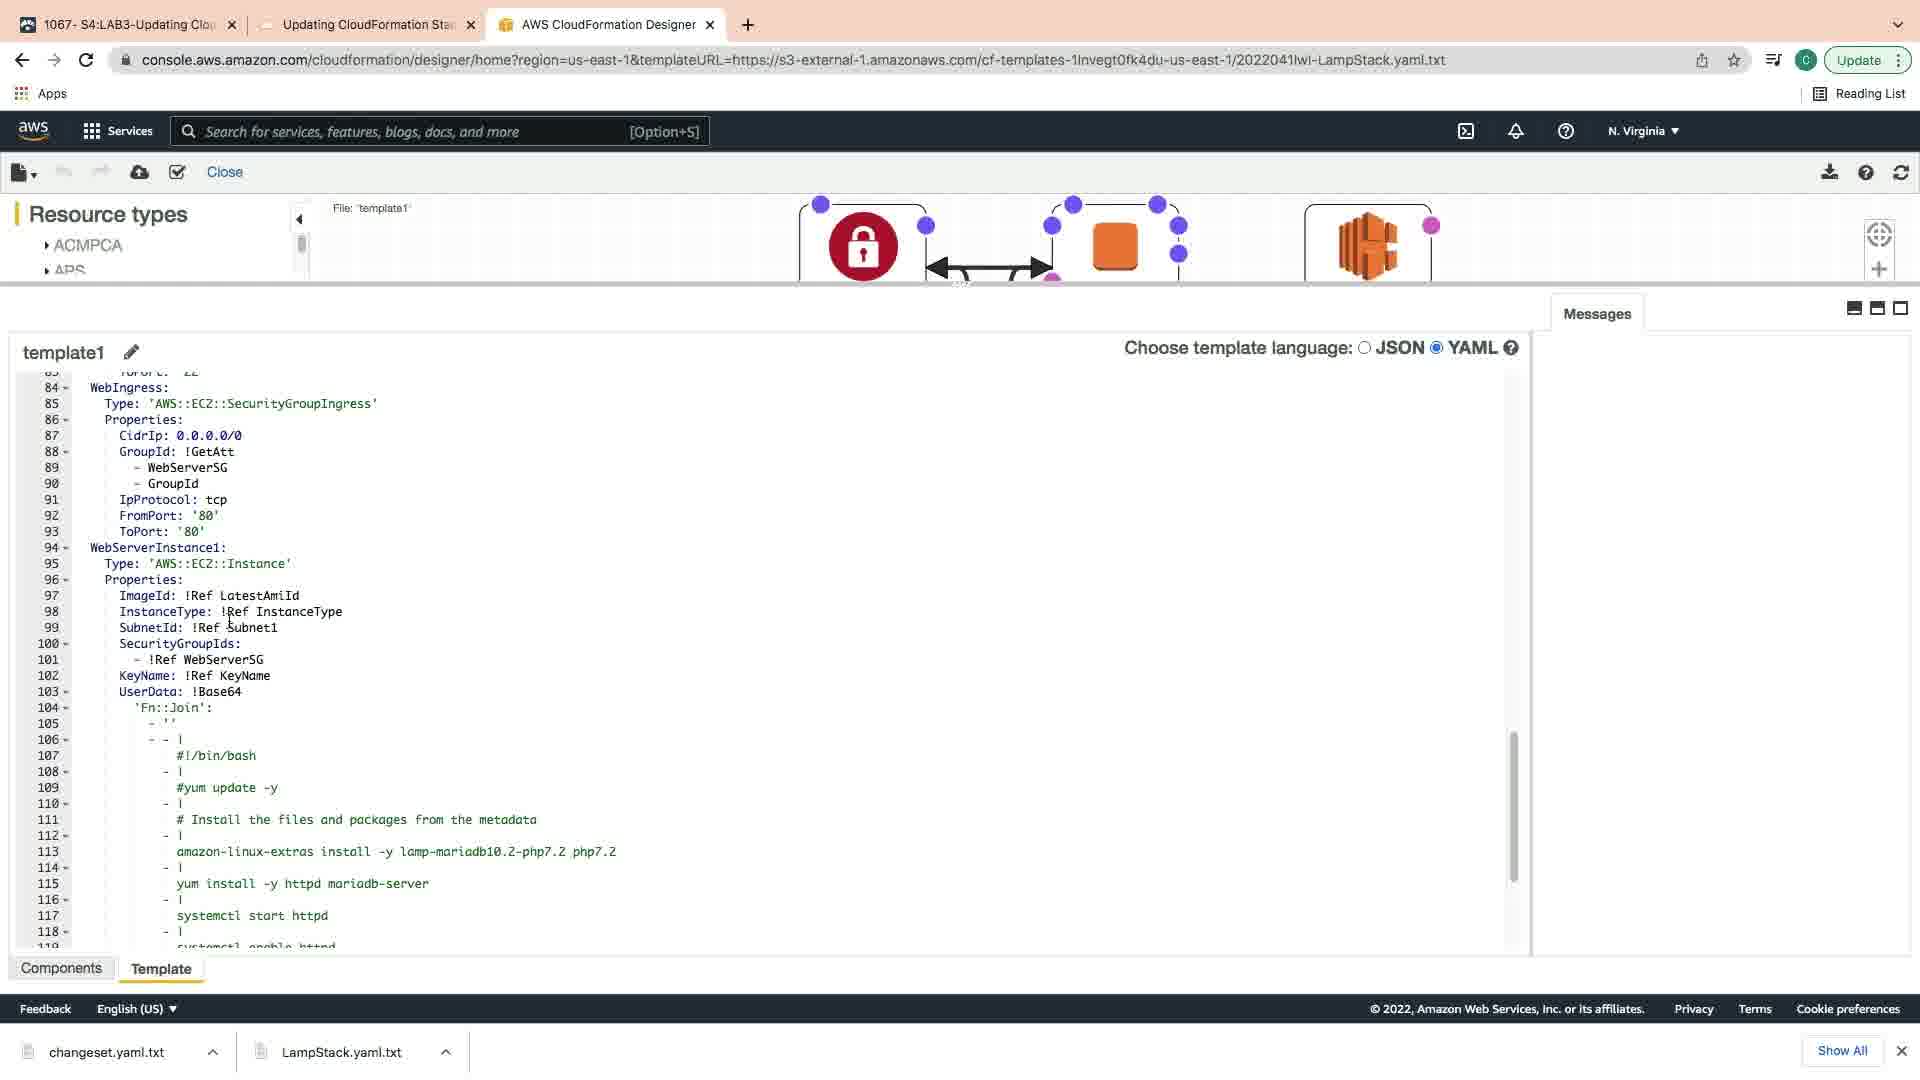 1067- S4:LAB3-Updating Clou
Updating CloudFormation Sta
AWS CloudFormation Designer
console.aws.amazon.com/cloudformation/designer/home?region=us-east-1&templateURL=https://s3-external-1.amazonaws.com/cf-templates-1lnvegt0fk4du-us-east-1/2022041lwl-LampStack.yaml.txt
C
Update
Apps
Reading List
aws
Services
Search for services, features, blogs, docs, and more
[Option+S]
N. Virginia
Close
Resource types
ACMPCA
APS
File: 'template1'
Messages
template1
Choose template language: JSON YAML
83 ToPort: '22'
84 WebIngress:
85 Type: 'AWS::EC2::SecurityGroupIngress'
86 Properties:
87 CidrIp: 0.0.0.0/0
88 GroupId: !GetAtt
89 - WebServerSG
90 - GroupId
91 IpProtocol: tcp
92 FromPort: '80'
93 ToPort: '80'
94 WebServerInstance1:
95 Type: 'AWS::EC2::Instance'
96 Properties:
97 ImageId: !Ref LatestAmiId
98 InstanceType: !Ref InstanceType
99 SubnetId: !Ref Subnet1
100 SecurityGroupIds:
101 - !Ref WebServerSG
102 KeyName: !Ref KeyName
103 UserData: !Base64
104 'Fn::Join':
105 - ''
106 - - |
107 #!/bin/bash
108 - |
109 #yum update -y
110 - |
111 # Install the files and packages from the metadata
112 - |
113 amazon-linux-extras install -y lamp-mariadb10.2-php7.2 php7.2
114 - |
115 yum install -y httpd mariadb-server
116 - |
117 systemctl start httpd
118 - |
119 systemctl enable httpd
Components
Template
Feedback
English (US)
© 2022, Amazon Web Services, Inc. or its affiliates.
Privacy
Terms
Cookie preferences
changeset.yaml.txt
LampStack.yaml.txt
Show All